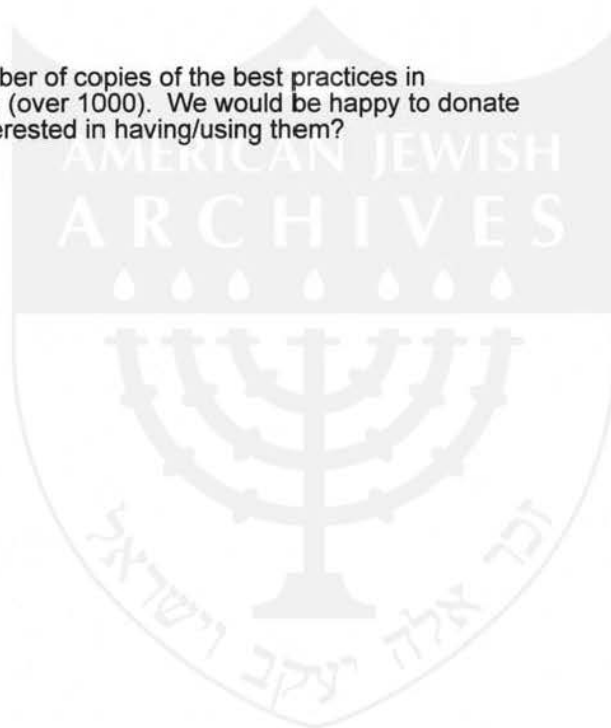 ber of copies of the best practices in
(over 1000). We would be happy to donate
erested in having/using them?
AMERICAN JEWISH
ARCHIVES
זכר אלה יעקב וישראל